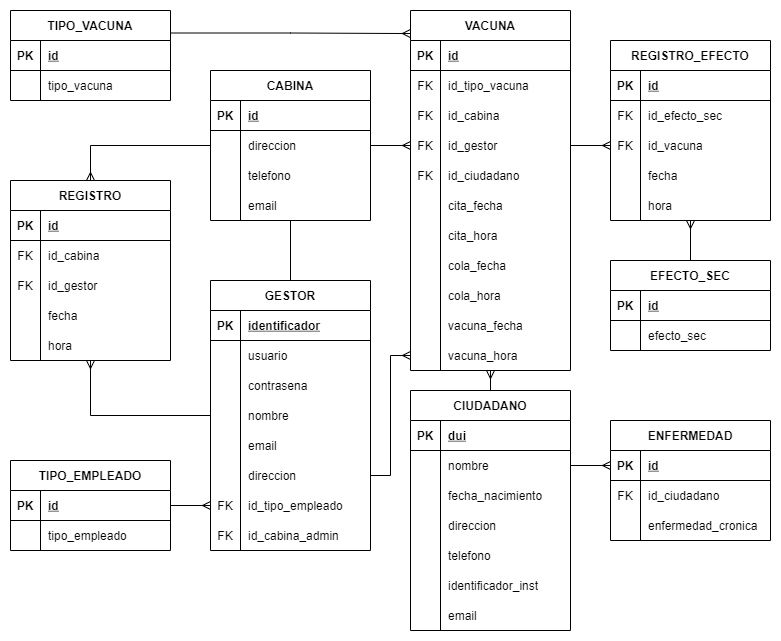 TIPO_VACUNA
PK id
tipo_vacuna
CABINA
PK id
direccion
telefono
email
VACUNA
PK id
FK id_tipo_vacuna
FK id_cabina
FK id_gestor
FK id_ciudadano
cita_fecha
cita_hora
cola_fecha
cola_hora
vacuna_fecha
vacuna_hora
REGISTRO_EFECTO
PK id
FK id_efecto_sec
FK id_vacuna
fecha
hora
REGISTRO
PK id
FK id_cabina
FK id_gestor
fecha
hora
GESTOR
PK identificador
usuario
contrasena
nombre
email
direccion
FK id_tipo_empleado
FK id_cabina_admin
EFECTO_SEC
PK id
efecto_sec
TIPO_EMPLEADO
PK id
tipo_empleado
CIUDADANO
PK dui
nombre
fecha_nacimiento
direccion
telefono
identificador_inst
email
ENFERMEDAD
PK id
FK id_ciudadano
enfermedad_cronica